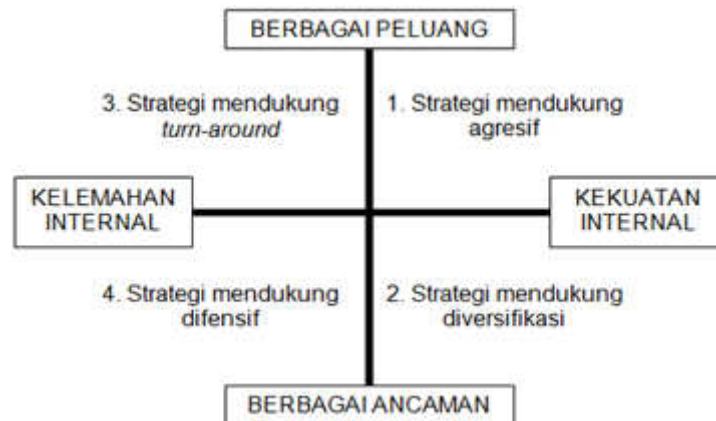 BERBAGAI PELUANG
3. Strategi mendukung
turn-around
1. Strategi mendukung
agresif
KELEMAHAN
INTERNAL
KEKUATAN
INTERNAL
4. Strategi mendukung
difensif
2. Strategi mendukung
diversifikasi
BERBAGAI ANCAMAN